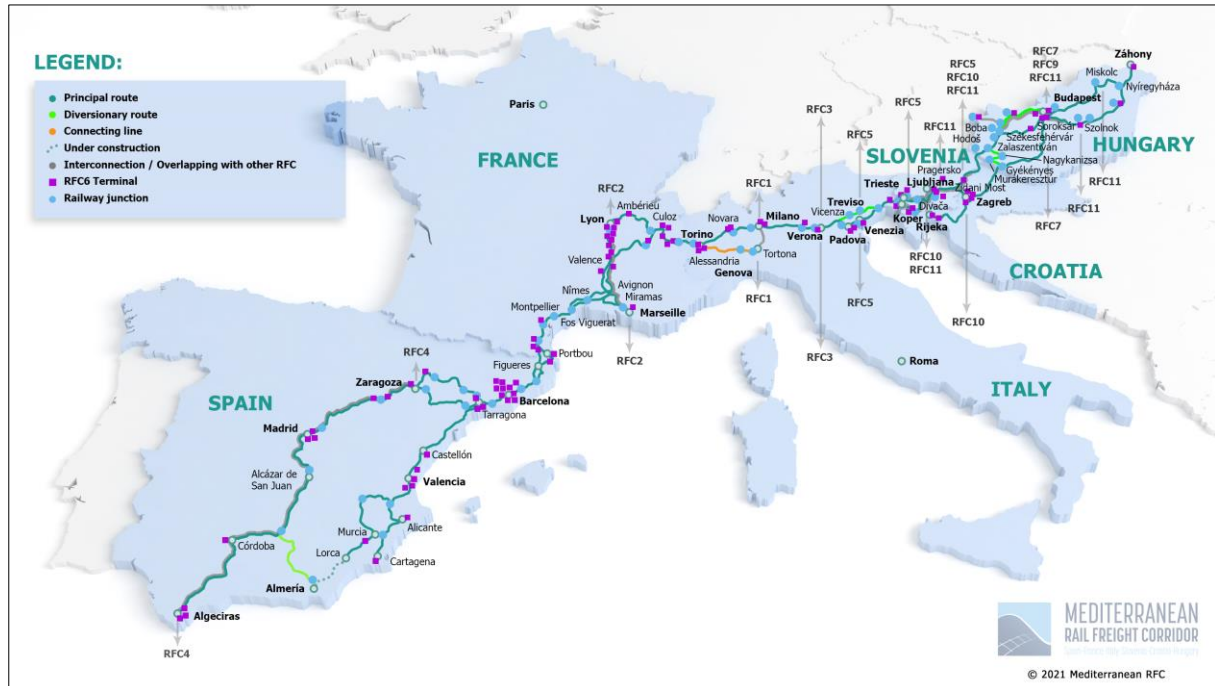 LEGEND:
Principal route
Diversionary route
Connecting line
Under construction
Interconnection / Overlapping with other RFC
RFC6 Terminal
Railway junction
Paris
FRANCE
SPAIN
ITALY
SLOVENIA
CROATIA
HUNGARY
RFC2
Ambérieu
Lyon
Culoz
Valence
Torino
Novara
Milano
RFC1
Alessandria
Tortona
Genova
RFC1
Avignon
Miramas
Marseille
RFC2
Nîmes
Montpellier
Fos Viguerat
Portbou
Figueres
Barcelona
Tarragona
RFC4
Zaragoza
Madrid
Alcázar de
San Juan
Castellón
Valencia
Alicante
Murcia
Lorca
Cartagena
Córdoba
Almería
Algeciras
RFC4
RFC3
RFC5
RFC5
RFC11
RFC5
RFC10
RFC11
RFC7
RFC9
RFC11
Záhony
Miskolc
Nyíregyháza
Budapest
Soroksár
Szolnok
Boba
Székesfehérvár
Hodoš
Zalaszentiván
Nagykanizsa
Gyékényes
Murakeresztúr
Pragersko
Ljubljana
Zidani Most
Zagreb
Trieste
Divača
Koper
Rijeka
Treviso
Vicenza
Venezia
Padova
Verona
RFC3
RFC5
RFC10
RFC11
RFC10
RFC7
RFC11
RFC11
Roma
MEDITERRANEAN
RAIL FREIGHT CORRIDOR
© 2021 Mediterranean RFC